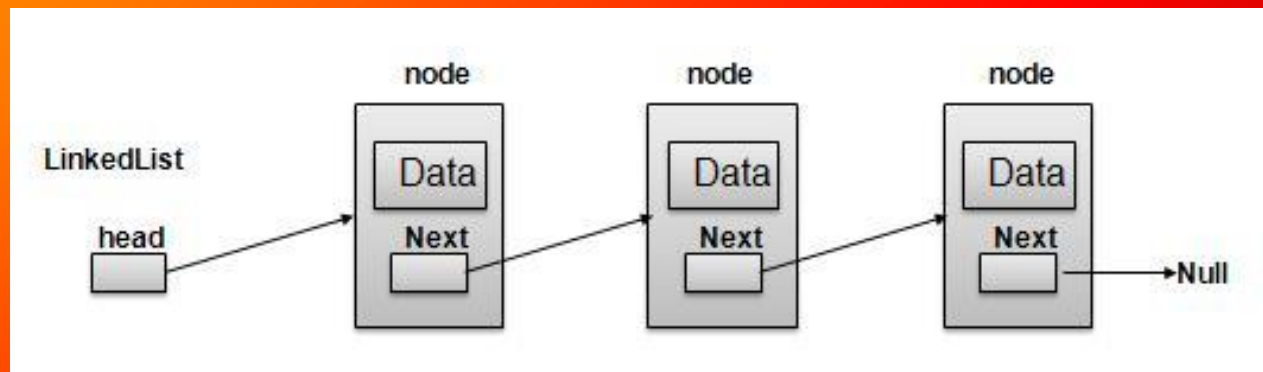 node node node
LinkedList
Data Data Data
head Next Next Next
Null